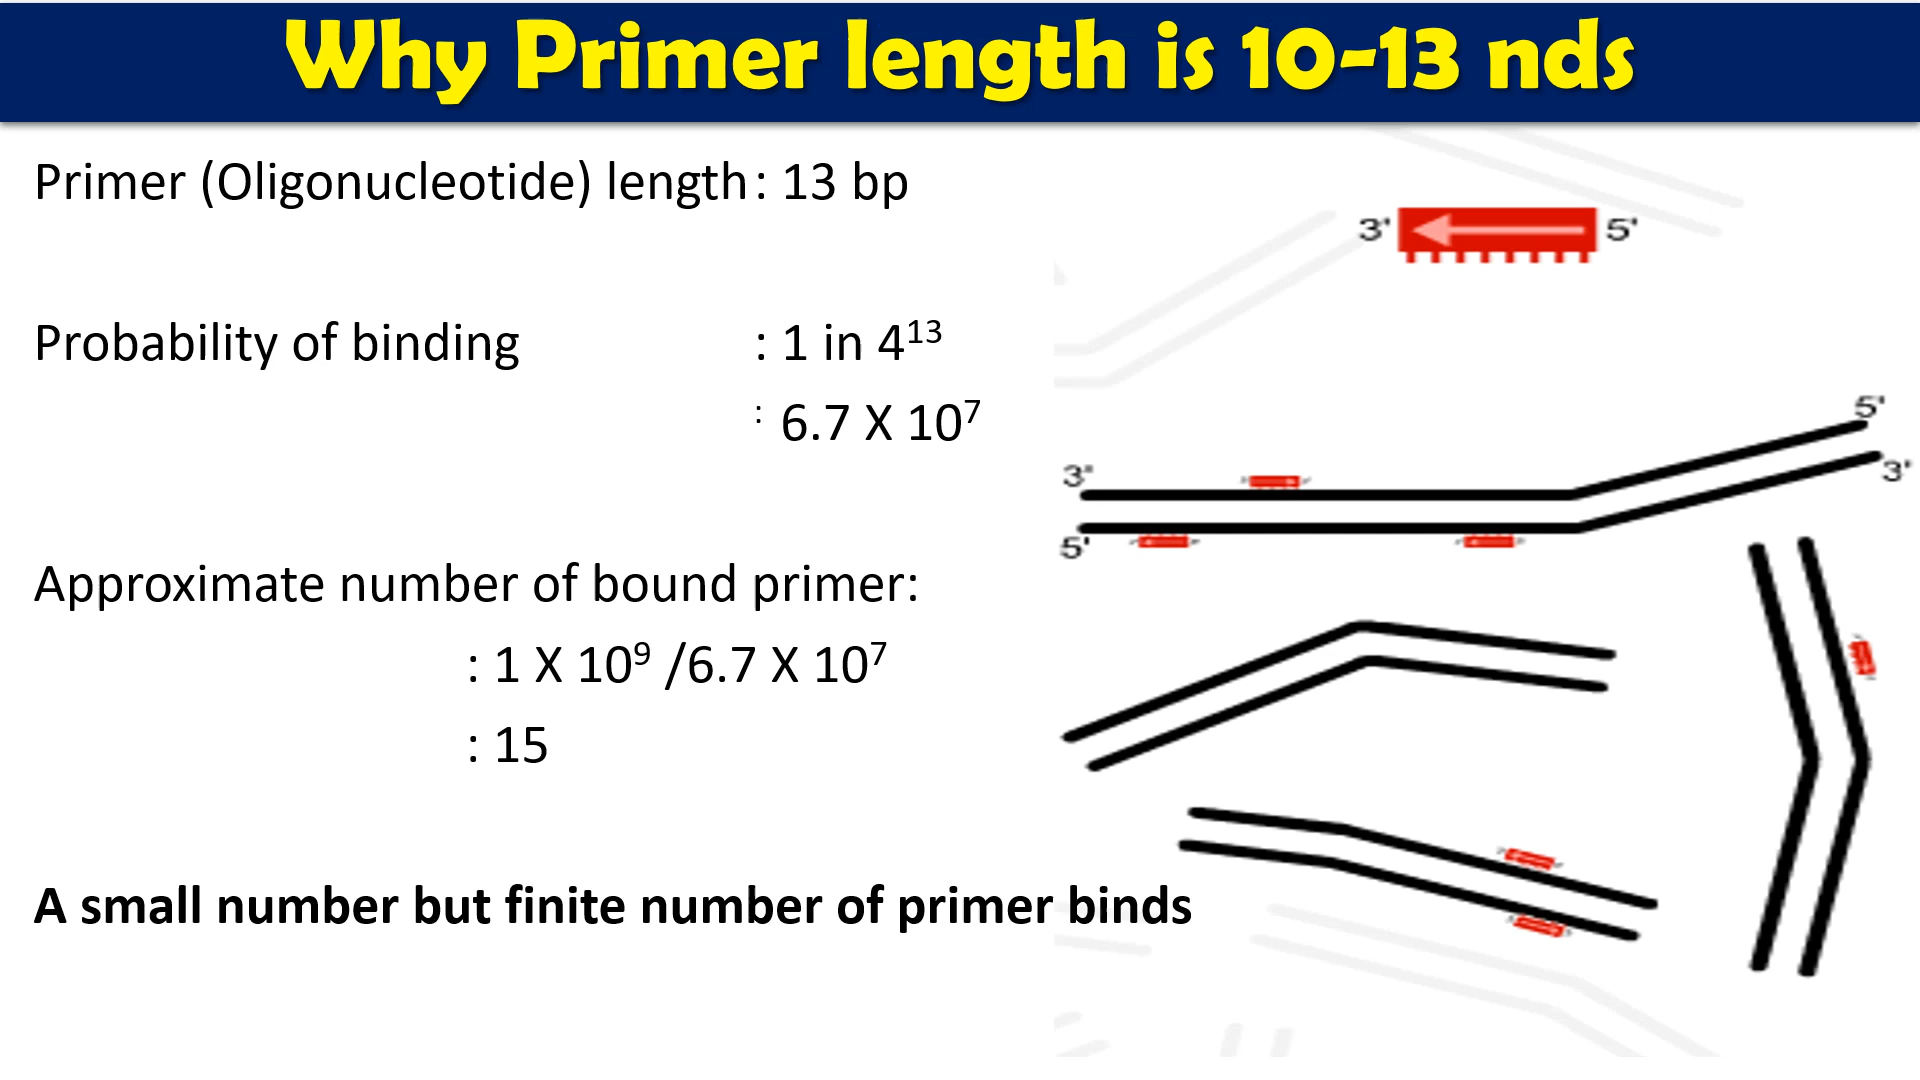 Why Primer length is 10-13 nds
Primer (Oligonucleotide) length : 13 bp
Probability of binding : 1 in 4¹³
: 6.7 X 10⁷
Approximate number of bound primer:
: 1 X 10⁹ /6.7 X 10⁷
: 15
A small number but finite number of primer binds
3' 5'
5'
3'
3'
5'